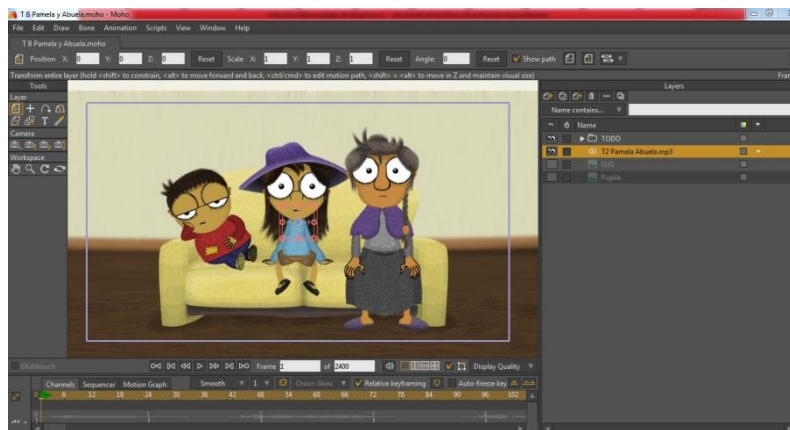 T B Pamela y Abuela.moho - Moho
File Edit Draw Bone Animation Scripts View Window Help
T B Pamela y Abuela.moho
Position X: 0 Y: 0 Z: 0 Reset Scale X: 1 Y: 1 Z: 1 Reset Angle: 0 Reset Show path
Transform entire layer (hold <shift> to constrain, <alt> to move forward and back, <ctrl/cmd> to edit motion path, <shift> + <alt> to move in Z and maintain visual size) Fra
Tools
Layers
Layer
Name contains...
Name
Camera
TODO
T2 Pamela Abuela.mp3
Workspace
OJO
Pupila
Multitouch Frame 1 of 2400 Display Quality
Channels Sequencer Motion Graph Smooth 1 Onion Skins Relative keyframing Auto-freeze key
0 6 12 18 24 30 36 42 48 54 60 66 72 78 84 90 96 102